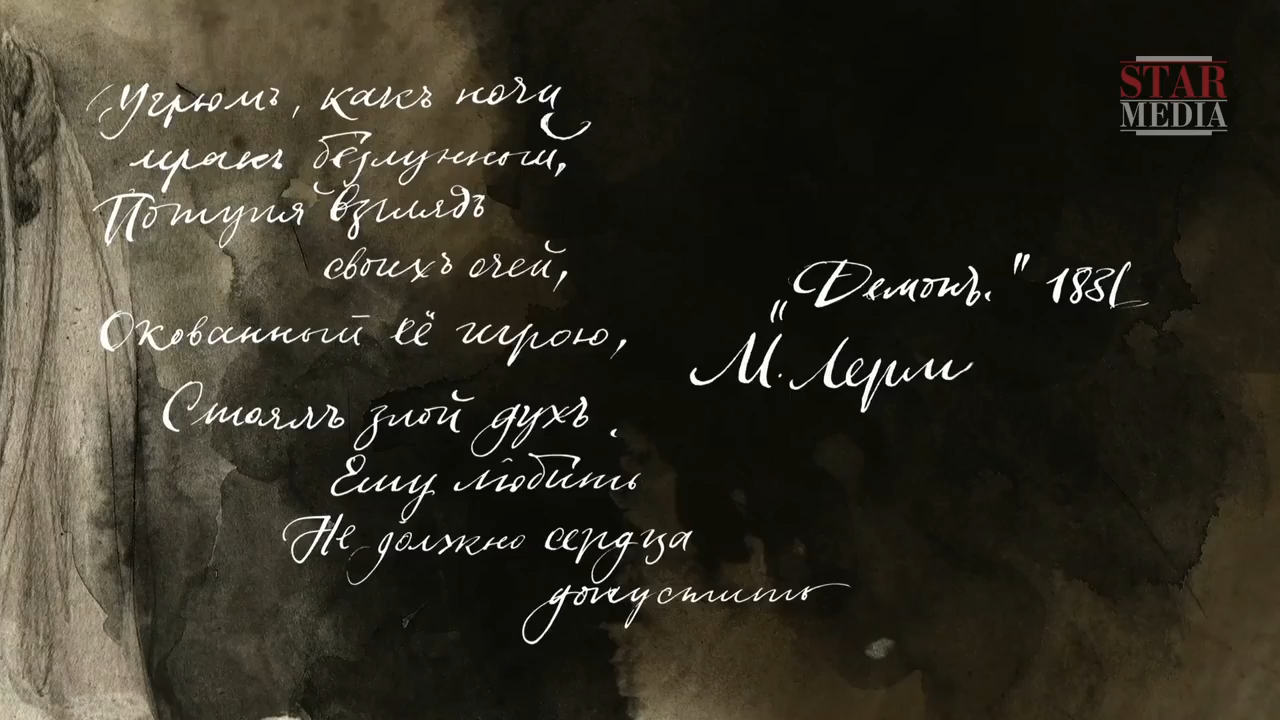 Угрюмъ, какъ ночи
мракъ безлунный,
Потупя взглядъ
своихъ очей,
Окованный её игрою,
Стоялъ злой духъ.
Ему любить
Не должно сердца
допустить
„Демонъ." 1831
М. Лерм
STAR
MEDIA